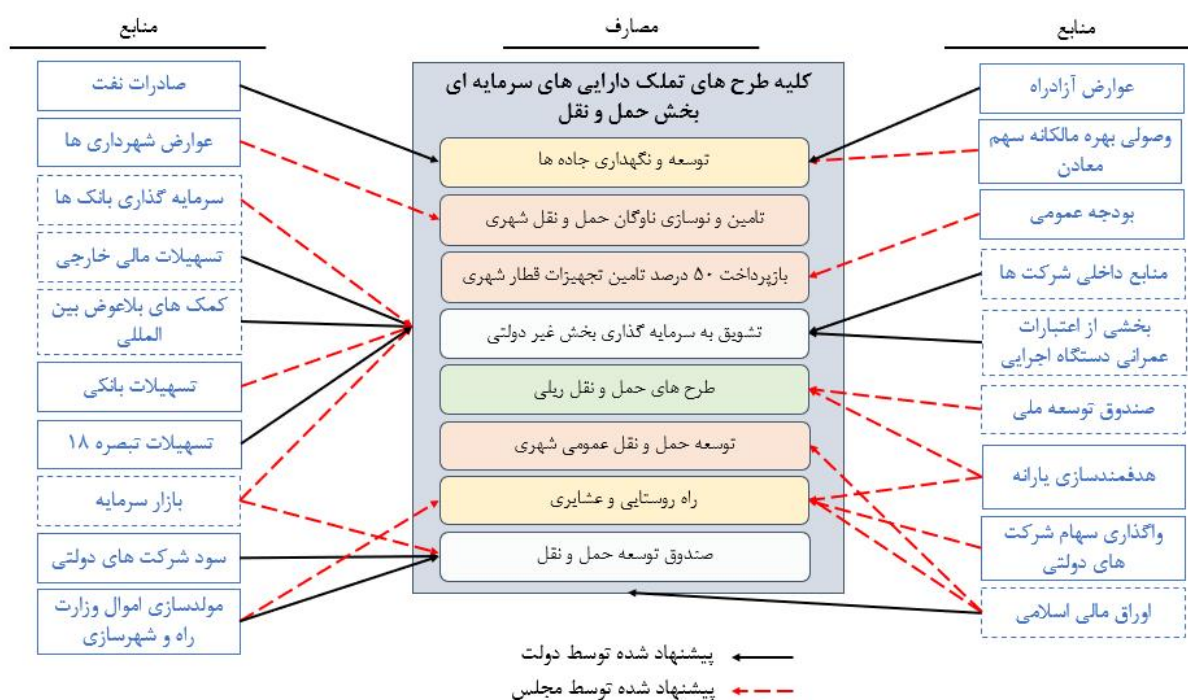 منابع
مصارف
منابع
عوارض آزادراه
وصولی بهره مالکانه سهم
معادن
بودجه عمومی
منابع داخلی شرکت ها
بخشی از اعتبارات
عمرانی دستگاه اجرایی
صندوق توسعه ملی
هدفمندسازی یارانه
واگذاری سهام شرکت
های دولتی
اوراق مالی اسلامی
کلیه طرح های تملک دارایی های سرمایه ای
بخش حمل و نقل
توسعه و نگهداری جاده ها
تامین و نوسازی ناوگان حمل و نقل شهری
بازپرداخت ۵۰ درصد تامین تجهیزات قطار شهری
تشویق به سرمایه گذاری بخش غیر دولتی
طرح های حمل و نقل ریلی
توسعه حمل و نقل عمومی شهری
راه روستایی و عشایری
صندوق توسعه حمل و نقل
صادرات نفت
عوارض شهرداری ها
سرمایه گذاری بانک ها
تسهیلات مالی خارجی
کمک های بلاعوض بین
المللی
تسهیلات بانکی
تسهیلات تبصره ۱۸
بازار سرمایه
سود شرکت های دولتی
مولدسازی اموال وزارت
راه و شهرسازی
پیشنهاد شده توسط دولت
پیشنهاد شده توسط مجلس